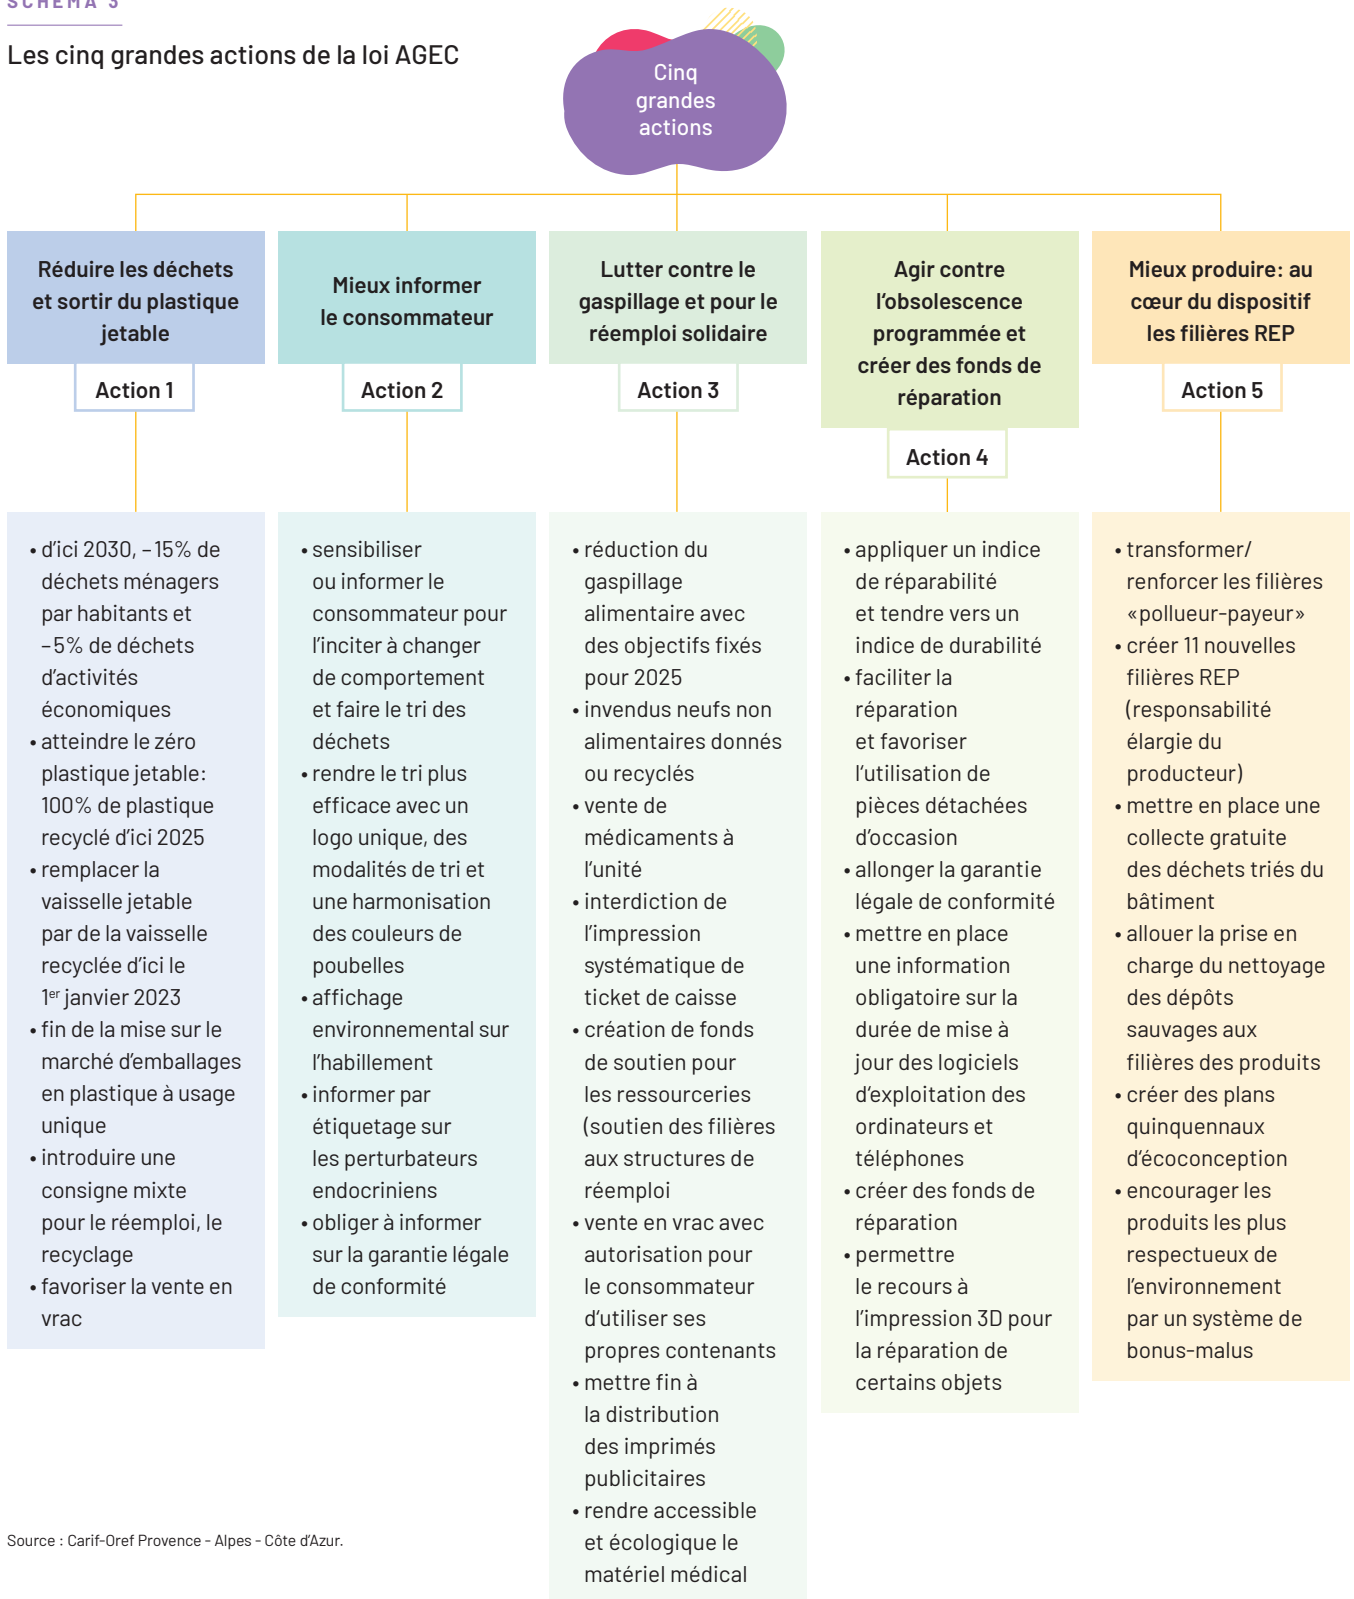 SCHÉMA 3
Les cinq grandes actions de la loi AGEC
Cinq
grandes
actions
Réduire les déchets
et sortir du plastique
jetable
Action 1
• d'ici 2030, –15% de
déchets ménagers
par habitants et
–5% de déchets
d'activités
économiques
• atteindre le zéro
plastique jetable:
100% de plastique
recyclé d'ici 2025
• remplacer la
vaisselle jetable
par de la vaisselle
recyclée d'ici le
1er janvier 2023
• fin de la mise sur le
marché d'emballages
en plastique à usage
unique
• introduire une
consigne mixte
pour le réemploi, le
recyclage
• favoriser la vente en
vrac
Mieux informer
le consommateur
Action 2
• sensibiliser
ou informer le
consommateur pour
l'inciter à changer
de comportement
et faire le tri des
déchets
• rendre le tri plus
efficace avec un
logo unique, des
modalités de tri et
une harmonisation
des couleurs de
poubelles
• affichage
environnemental sur
l'habillement
• informer par
étiquetage sur
les perturbateurs
endocriniens
• obliger à informer
sur la garantie légale
de conformité
Lutter contre le
gaspillage et pour le
réemploi solidaire
Action 3
• réduction du
gaspillage
alimentaire avec
des objectifs fixés
pour 2025
• invendus neufs non
alimentaires donnés
ou recyclés
• vente de
médicaments à
l'unité
• interdiction de
l'impression
systématique de
ticket de caisse
• création de fonds
de soutien pour
les ressourceries
(soutien des filières
aux structures de
réemploi
• vente en vrac avec
autorisation pour
le consommateur
d'utiliser ses
propres contenants
• mettre fin à
la distribution
des imprimés
publicitaires
• rendre accessible
et écologique le
matériel médical
Agir contre
l'obsolescence
programmée et
créer des fonds de
réparation
Action 4
• appliquer un indice
de réparabilité
et tendre vers un
indice de durabilité
• faciliter la
réparation
et favoriser
l'utilisation de
pièces détachées
d'occasion
• allonger la garantie
légale de conformité
• mettre en place
une information
obligatoire sur la
durée de mise à
jour des logiciels
d'exploitation des
ordinateurs et
téléphones
• créer des fonds de
réparation
• permettre
le recours à
l'impression 3D pour
la réparation de
certains objets
Mieux produire: au
cœur du dispositif
les filières REP
Action 5
• transformer/
renforcer les filières
«pollueur-payeur»
• créer 11 nouvelles
filières REP
(responsabilité
élargie du
producteur)
• mettre en place une
collecte gratuite
des déchets triés du
bâtiment
• allouer la prise en
charge du nettoyage
des dépôts
sauvages aux
filières des produits
• créer des plans
quinquennaux
d'écoconception
• encourager les
produits les plus
respectueux de
l'environnement
par un système de
bonus-malus
Source : Carif-Oref Provence - Alpes - Côte d'Azur.